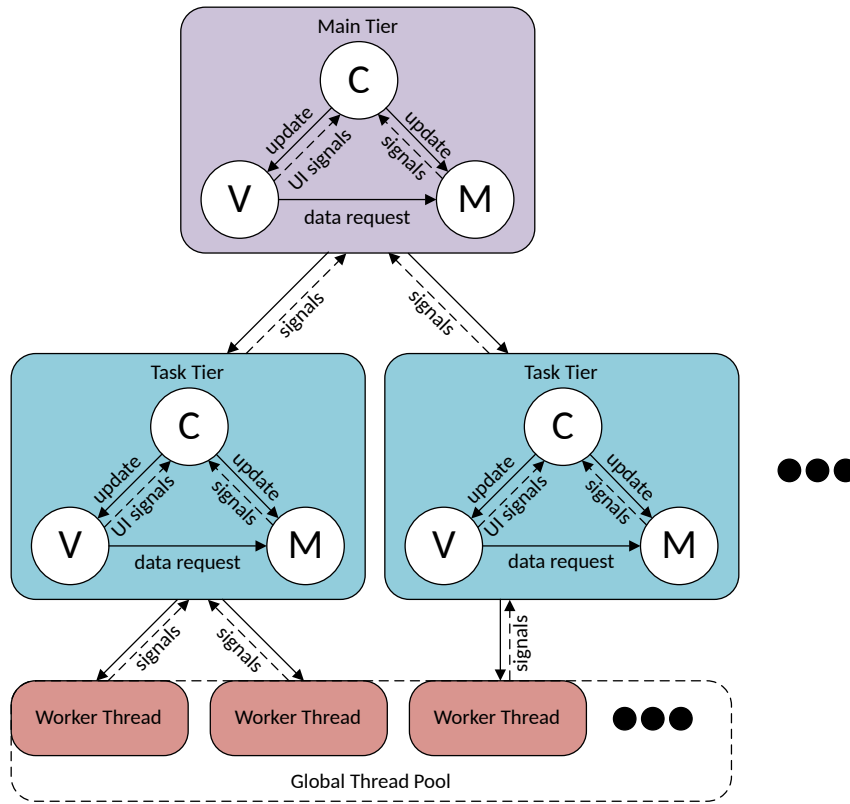 Main Tier
C
update
UI signals
update
signals
V
M
data request
signals
signals
Task Tier
C
update
UI signals
update
signals
V
M
data request
Task Tier
C
update
UI signals
update
signals
V
M
data request
signals
signals
signals
Worker Thread
Worker Thread
Worker Thread
Global Thread Pool